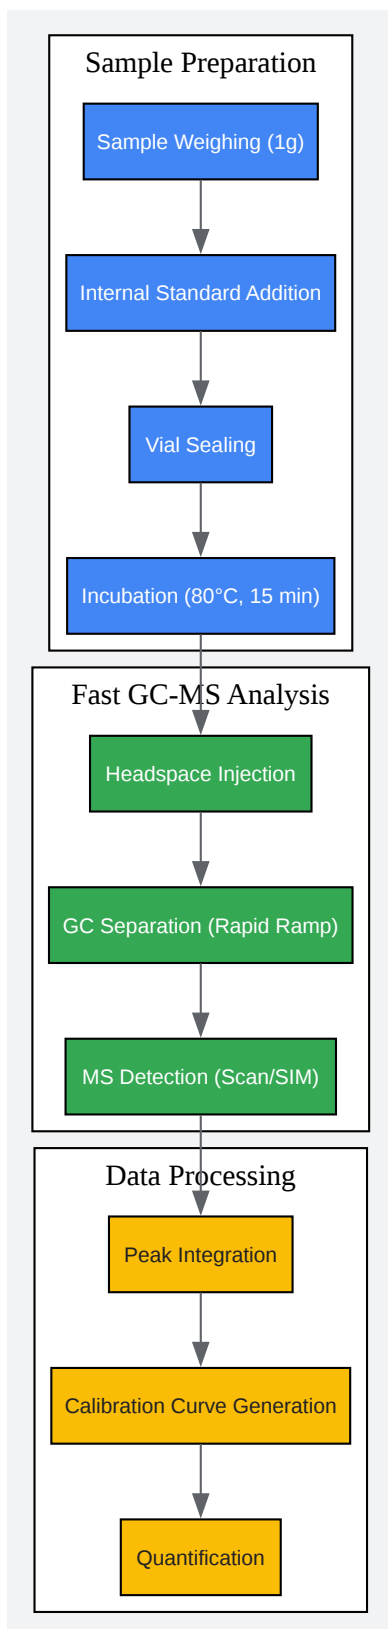 Sample Preparation
Sample Weighing (1g)
Internal Standard Addition
Vial Sealing
Incubation (80°C, 15 min)
Fast GC-MS Analysis
Headspace Injection
GC Separation (Rapid Ramp)
MS Detection (Scan/SIM)
Data Processing
Peak Integration
Calibration Curve Generation
Quantification